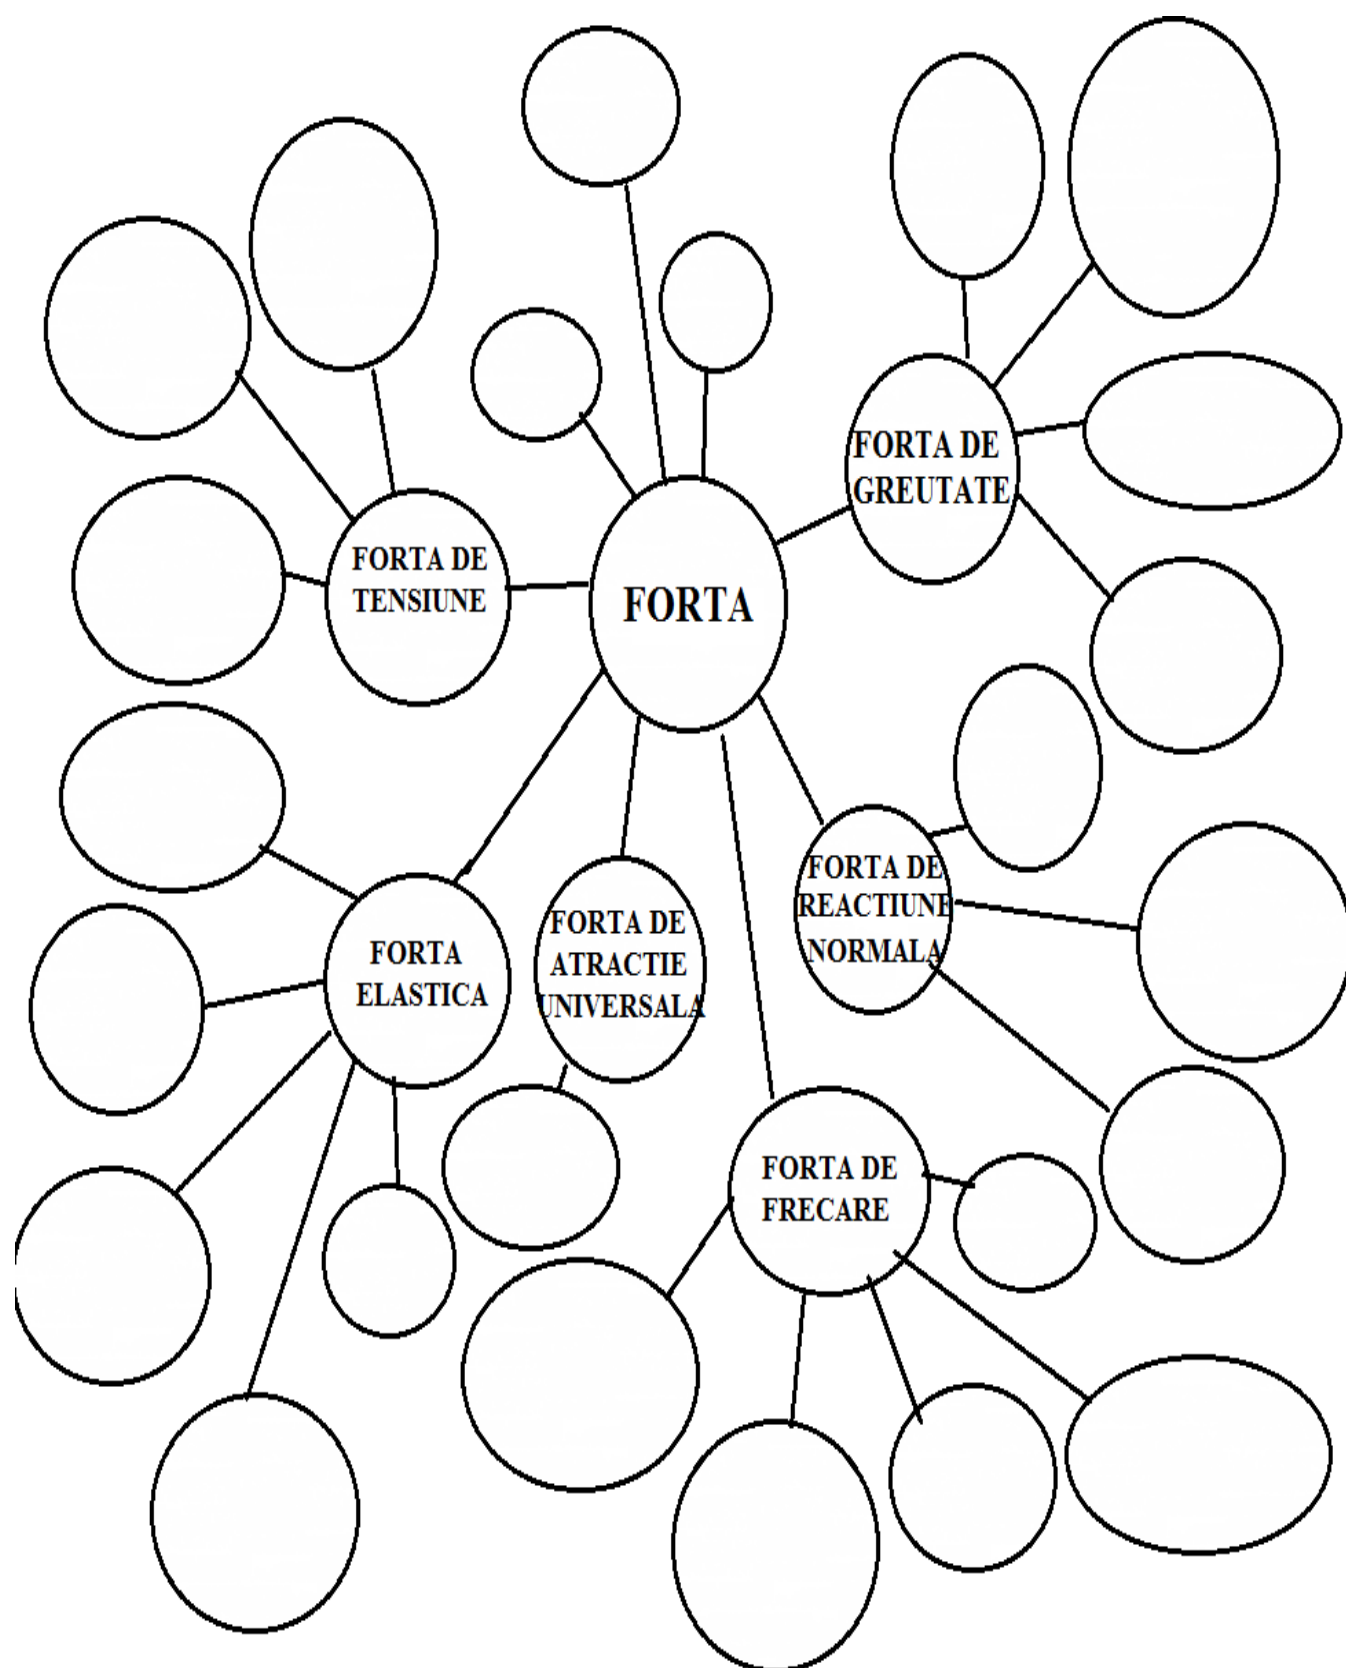 FORTA DE
GREUTATE
FORTA DE
TENSIUNE
FORTA
FORTA DE
REACTIUNE
NORMALA
FORTA
ELASTICA
FORTA DE
ATRACTIE
UNIVERSALA
FORTA DE
FRECARE